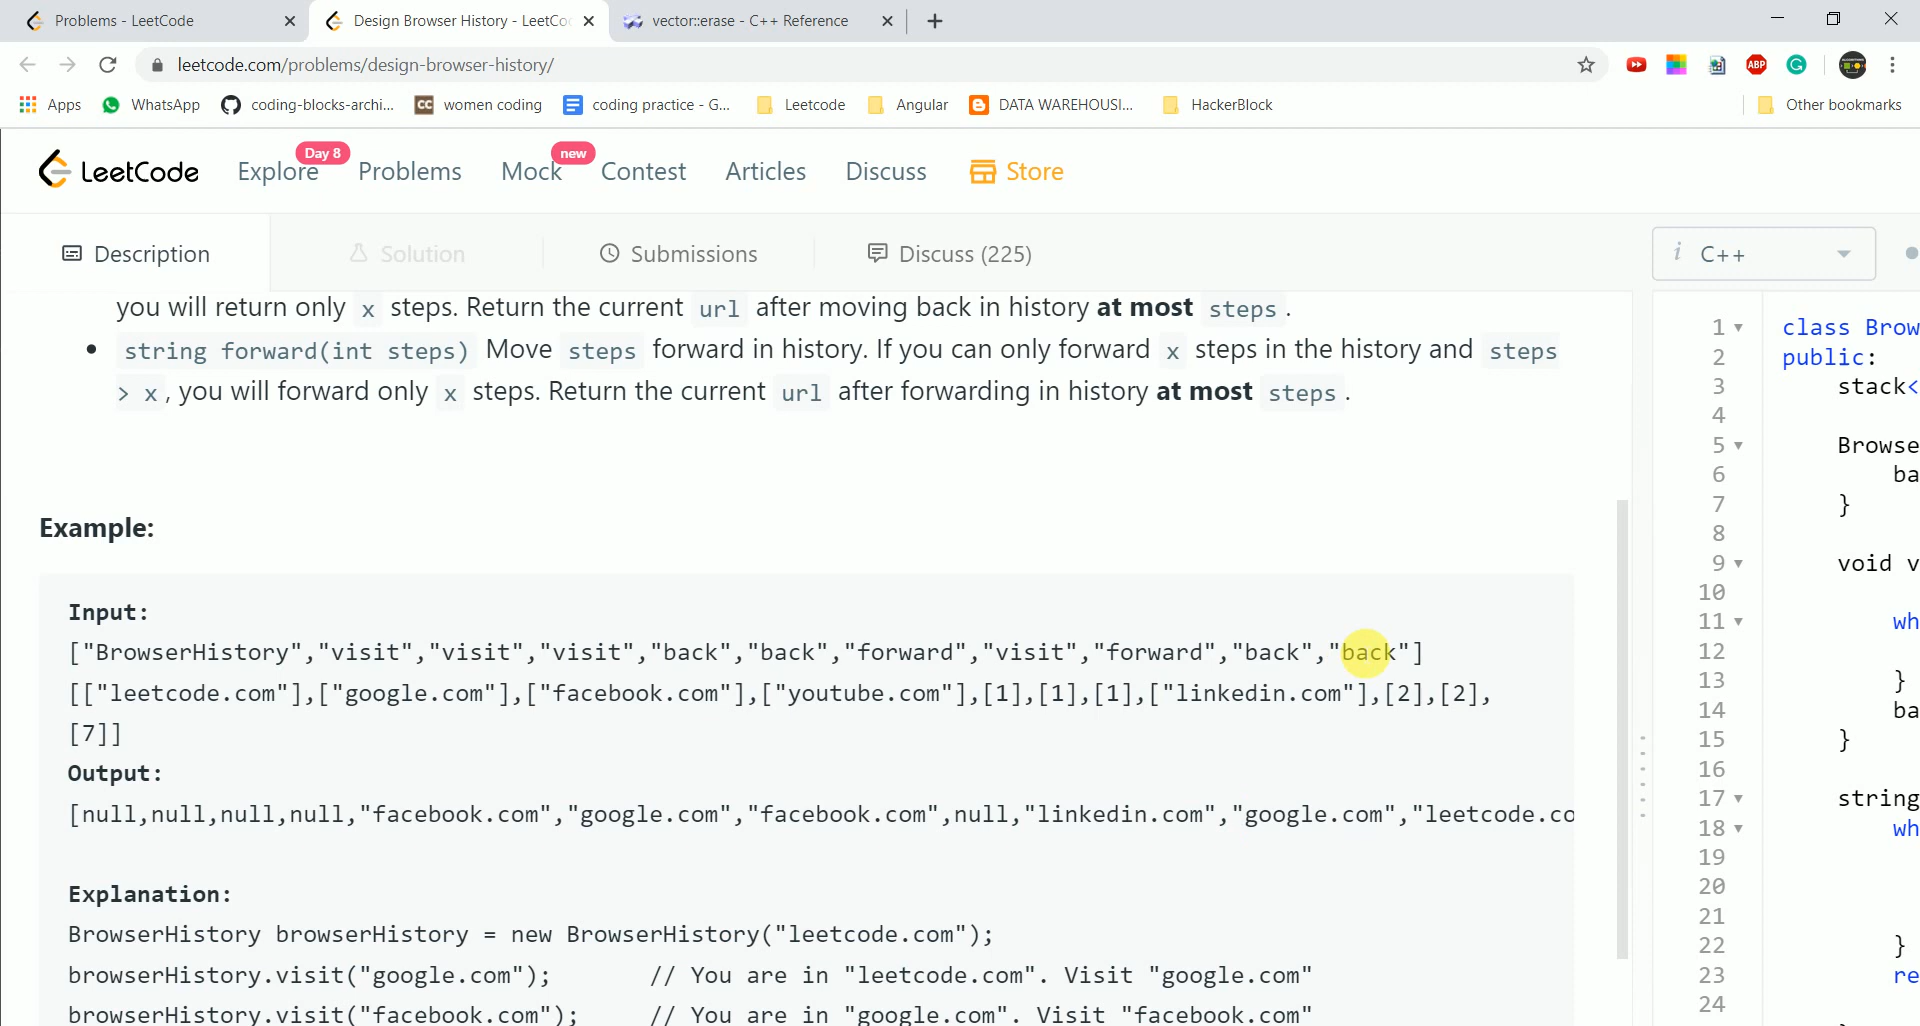 Problems - LeetCode
Design Browser History - LeetCo
vector::erase - C++ Reference
leetcode.com/problems/design-browser-history/
ABP
Apps
WhatsApp
coding-blocks-archi...
CC
women coding
coding practice - G...
Leetcode
Angular
DATA WAREHOUSI...
HackerBlock
Other bookmarks
LeetCode
Explore
Day 8
Problems
Mock
new
Contest
Articles
Discuss
Store
Description
Solution
Submissions
Discuss (225)
i C++
you will return only x steps. Return the current url after moving back in history at most steps.
• string forward(int steps) Move steps forward in history. If you can only forward x steps in the history and steps
> x, you will forward only x steps. Return the current url after forwarding in history at most steps.
Example:
Input:
["BrowserHistory","visit","visit","visit","back","back","forward","visit","forward","back","back"]
[["leetcode.com"],["google.com"],["facebook.com"],["youtube.com"],[1],[1],[1],["linkedin.com"],[2],[2],
[7]]
Output:
[null,null,null,null,"facebook.com","google.com","facebook.com",null,"linkedin.com","google.com","leetcode.co
Explanation:
BrowserHistory browserHistory = new BrowserHistory("leetcode.com");
browserHistory.visit("google.com"); // You are in "leetcode.com". Visit "google.com"
browserHistory.visit("facebook.com"); // You are in "google.com". Visit "facebook.com"
1 class Brow
2 public:
3 stack<
4
5 Browse
6 ba
7 }
8
9 void v
10
11 wh
12
13 }
14 ba
15 }
16
17 string
18 wh
19
20
21
22 }
23 re
24